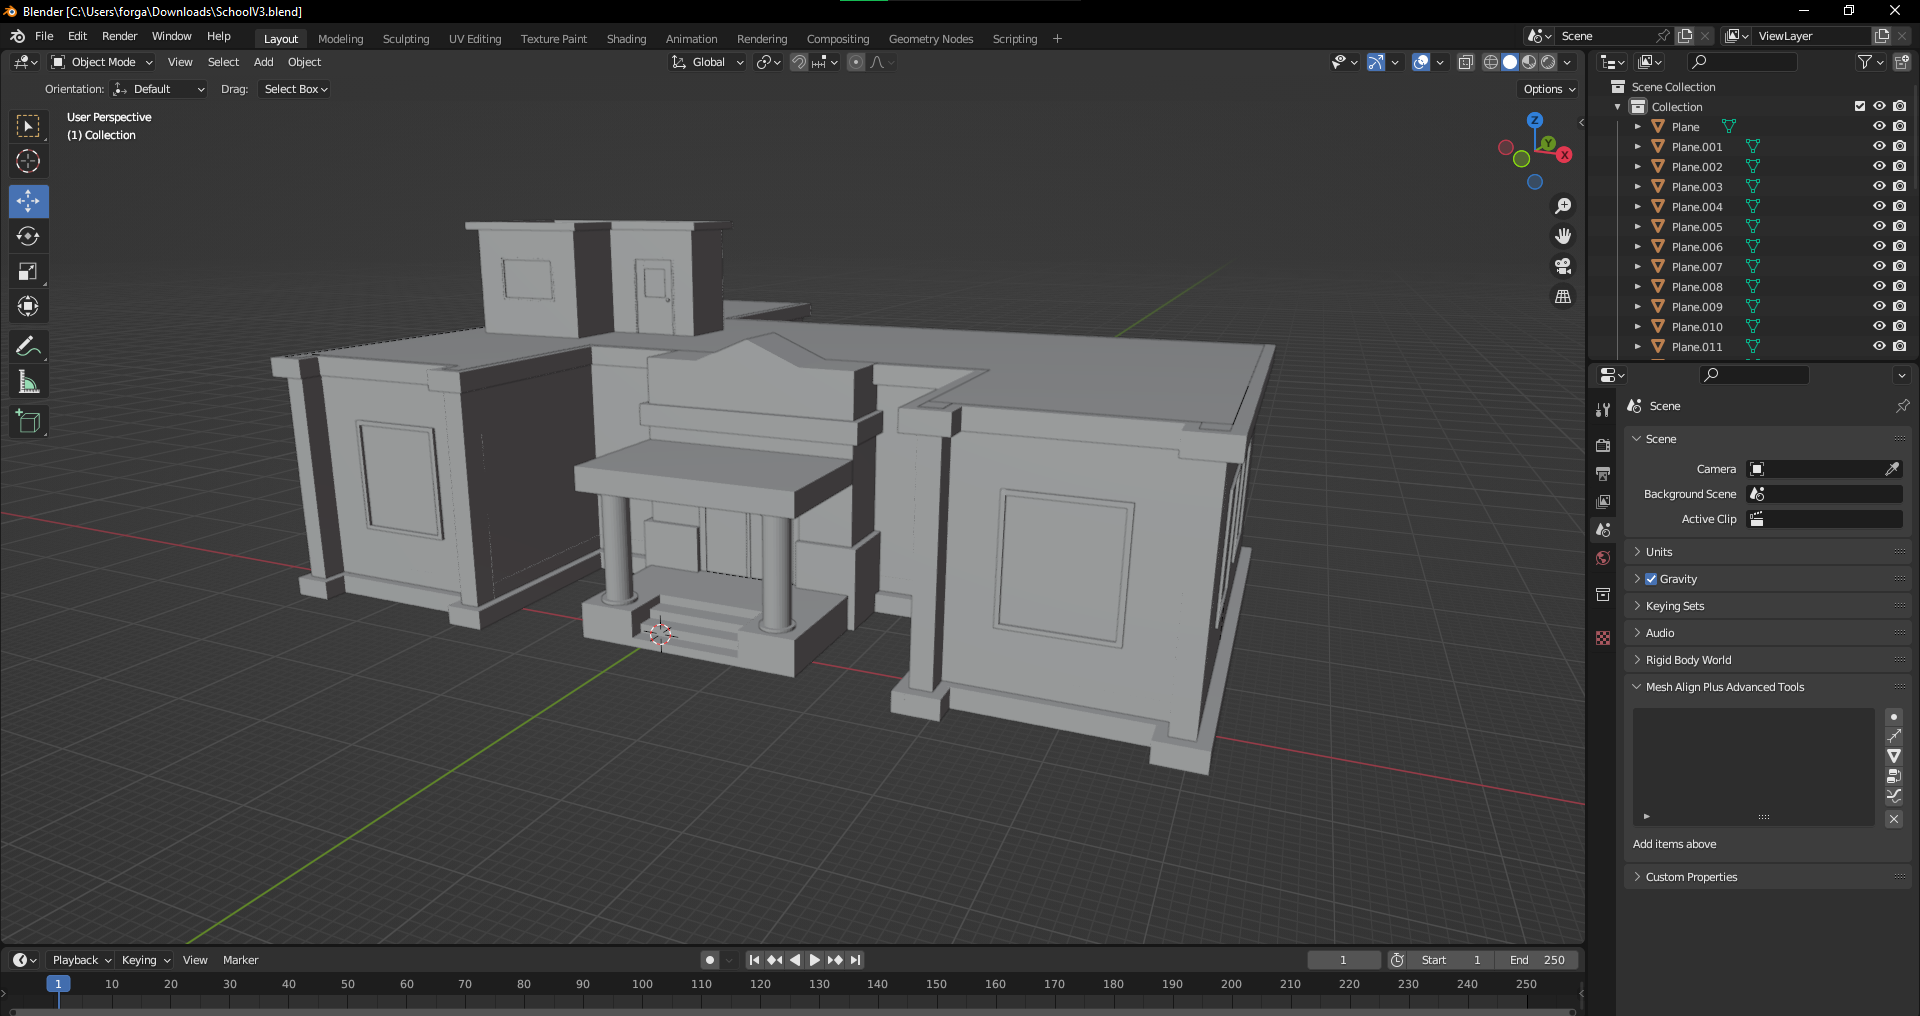 Blender [C:\Users\forga\Downloads\SchoolV3.blend]
File Edit Render Window Help Layout Modeling Sculpting UV Editing Texture Paint Shading Animation Rendering Compositing Geometry Nodes Scripting + Scene ViewLayer
Object Mode View Select Add Object Global
Orientation: Default Drag: Select Box Options
User Perspective
(1) Collection
Z
Y
X
Scene Collection
Collection
Plane
Plane.001
Plane.002
Plane.003
Plane.004
Plane.005
Plane.006
Plane.007
Plane.008
Plane.009
Plane.010
Plane.011
Scene
Scene
Camera
Background Scene
Active Clip
Units
Gravity
Keying Sets
Audio
Rigid Body World
Mesh Align Plus Advanced Tools
Add items above
Custom Properties
Playback Keying View Marker 1 Start 1 End 250
1 10 20 30 40 50 60 70 80 90 100 110 120 130 140 150 160 170 180 190 200 210 220 230 240 250